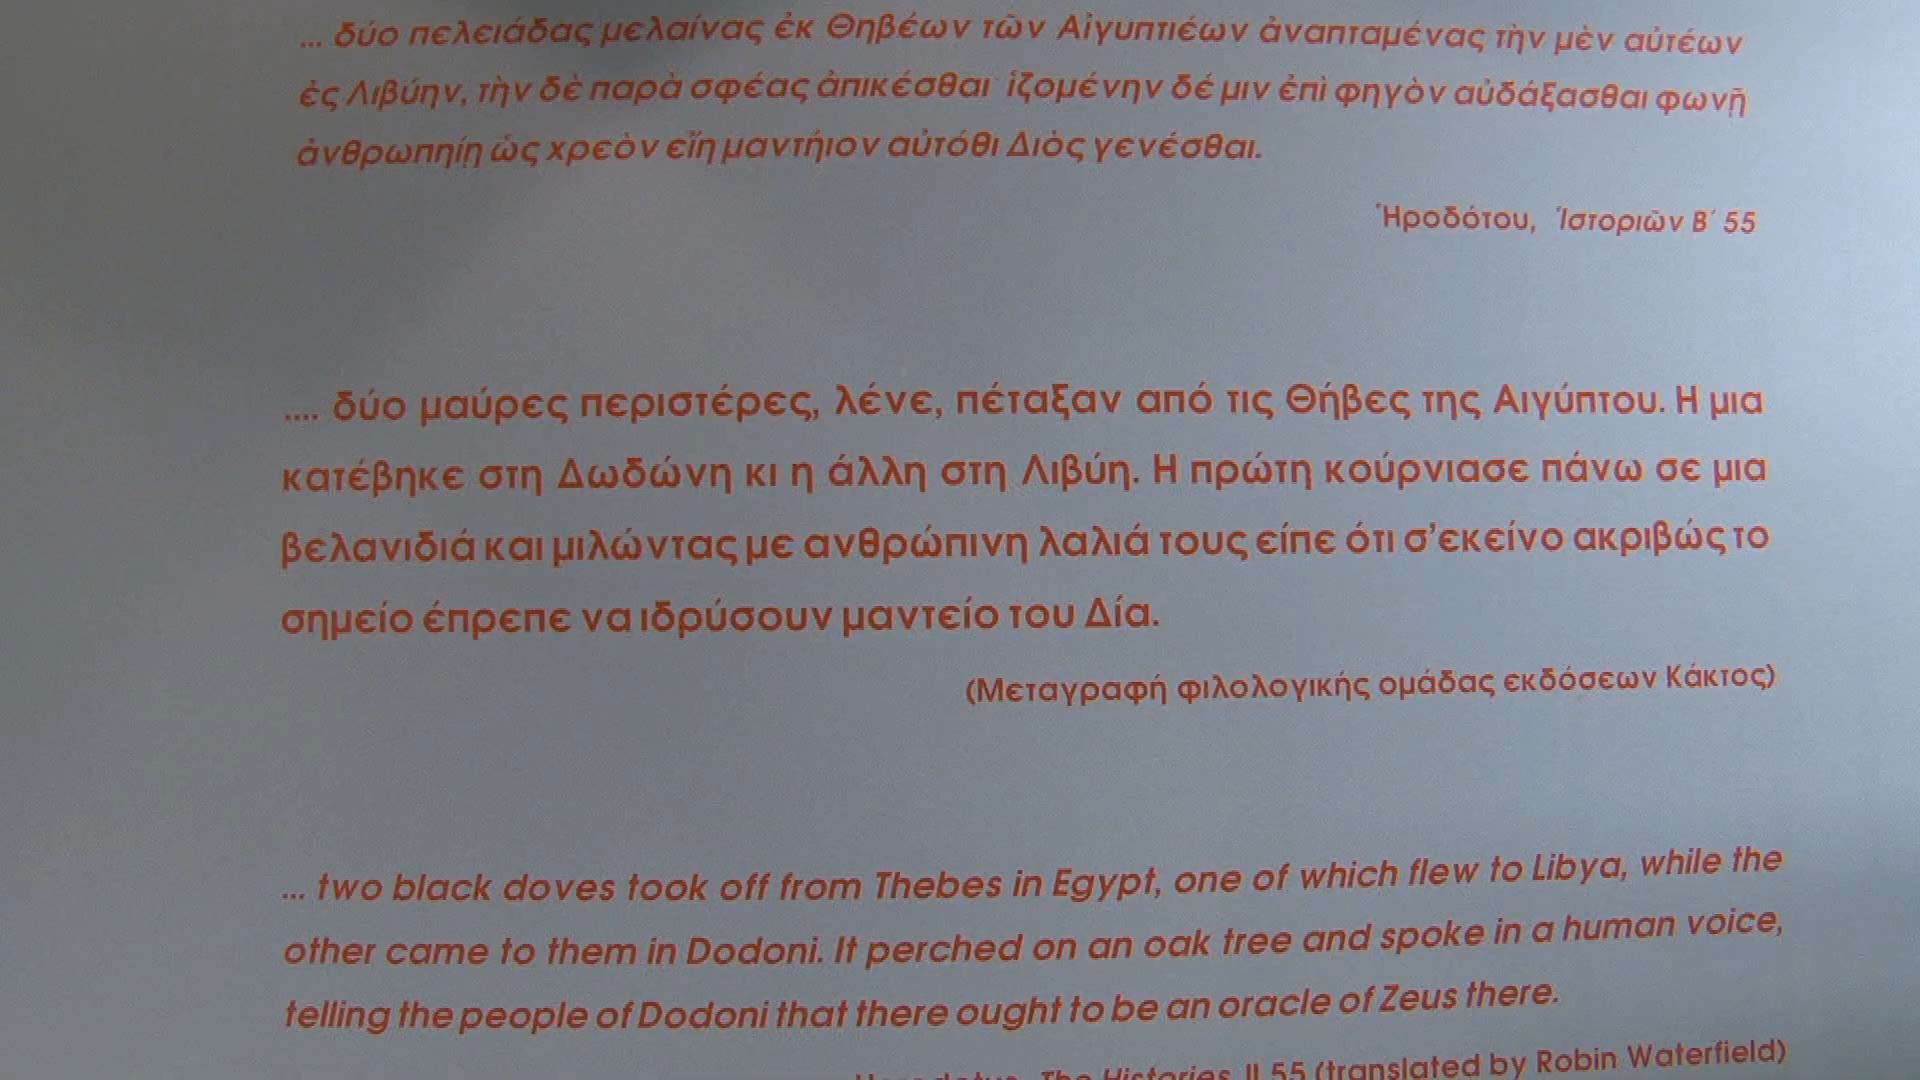 ... δύο πελειάδας μελαίνας ἐκ Θηβέων τῶν Αἰγυπτιέων ἀναπταμένας τὴν μὲν αὐτέων
ἐς Λιβύην, τὴν δὲ παρὰ σφέας ἀπικέσθαι· ἱζομένην δέ μιν ἐπὶ φηγὸν αὐδάξασθαι φωνῇ
ἀνθρωπηίῃ ὡς χρεὸν εἴη μαντήιον αὐτόθι Διὸς γενέσθαι.
Ἡροδότου, Ἱστοριῶν Β΄ 55
.... δύο μαύρες περιστέρες, λένε, πέταξαν από τις Θήβες της Αιγύπτου. Η μια
κατέβηκε στη Δωδώνη κι η άλλη στη Λιβύη. Η πρώτη κούρνιασε πάνω σε μια
βελανιδιά και μιλώντας με ανθρώπινη λαλιά τους είπε ότι σ'εκείνο ακριβώς το
σημείο έπρεπε να ιδρύσουν μαντείο του Δία.
(Μεταγραφή φιλολογικής ομάδας εκδόσεων Κάκτος)
... two black doves took off from Thebes in Egypt, one of which flew to Libya, while the
other came to them in Dodoni. It perched on an oak tree and spoke in a human voice,
telling the people of Dodoni that there ought to be an oracle of Zeus there.
Herodotus, The Histories, II 55 (translated by Robin Waterfield)